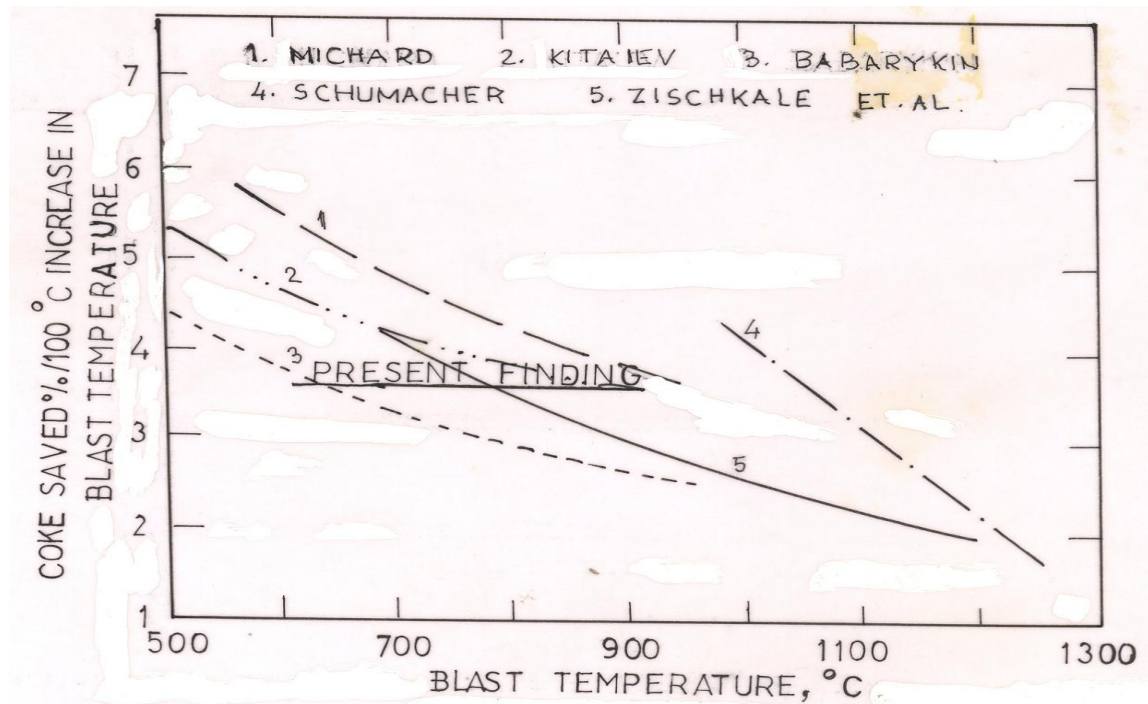 1. MICHARD 2. KITAIEV 3. BABARYKIN
4. SCHUMACHER 5. ZISCHKALE ET. AL.
COKE SAVED%/100°C INCREASE IN
BLAST TEMPERATURE
7
6
5
4
3
2
1
1
2
3
4
5
PRESENT FINDING
500 700 900 1100 1300
BLAST TEMPERATURE, °C